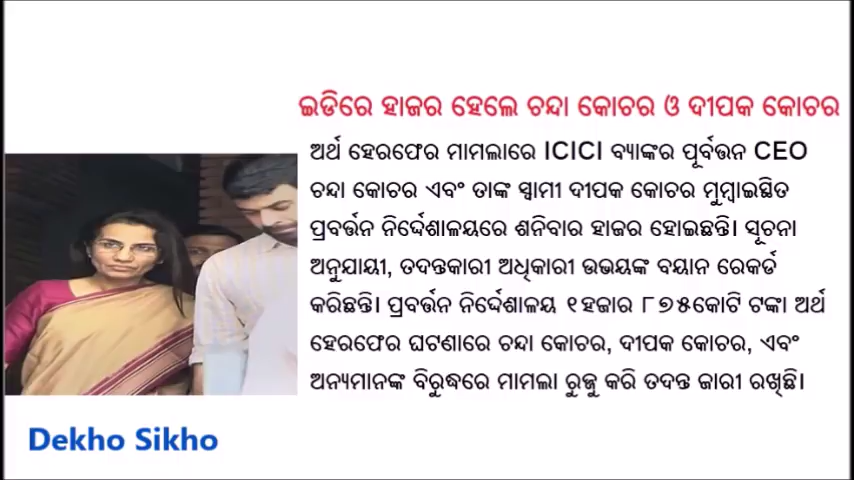 ଇଡିରେ ହାଜର ହେଲେ ଚନ୍ଦା କୋଚର ଓ ଦୀପକ କୋଚର
ଅର୍ଥ ହେରଫେର ମାମଲାରେ ICICI ବ୍ୟାଙ୍କର ପୂର୍ବତ୍ତନ CEO
ଚନ୍ଦା କୋଚର ଏବଂ ତାଙ୍କ ସ୍ୱାମୀ ଦୀପକ କୋଚର ମୁମ୍ବାଇସ୍ଥିତ
ପ୍ରବର୍ତ୍ତନ ନିର୍ଦ୍ଦେଶାଳୟରେ ଶନିବାର ହାଜର ହୋଇଛନ୍ତି। ସୂଚନା
ଅନୁଯାୟୀ, ତଦନ୍ତକାରୀ ଅଧିକାରୀ ଉଭୟଙ୍କ ବୟାନ ରେକର୍ଡ
କରିଛନ୍ତି। ପ୍ରବର୍ତ୍ତନ ନିର୍ଦ୍ଦେଶାଳୟ ୧ହଜାର ୮୭୫କୋଟି ଟଙ୍କା ଅର୍ଥ
ହେରଫେର ଘଟଣାରେ ଚନ୍ଦା କୋଚର, ଦୀପକ କୋଚର, ଏବଂ
ଅନ୍ୟମାନଙ୍କ ବିରୁଦ୍ଧରେ ମାମଲା ରୁଜୁ କରି ତଦନ୍ତ ଜାରୀ ରଖିଛି।
Dekho Sikho